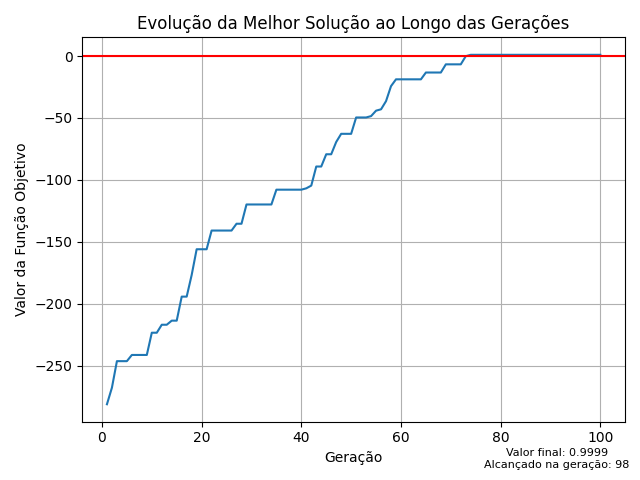 Evolução da Melhor Solução ao Longo das Gerações
Valor da Função Objetivo
0
−50
−100
−150
−200
−250
0 20 40 60 80 100
Geração
Valor final: 0.9999
Alcançado na geração: 98